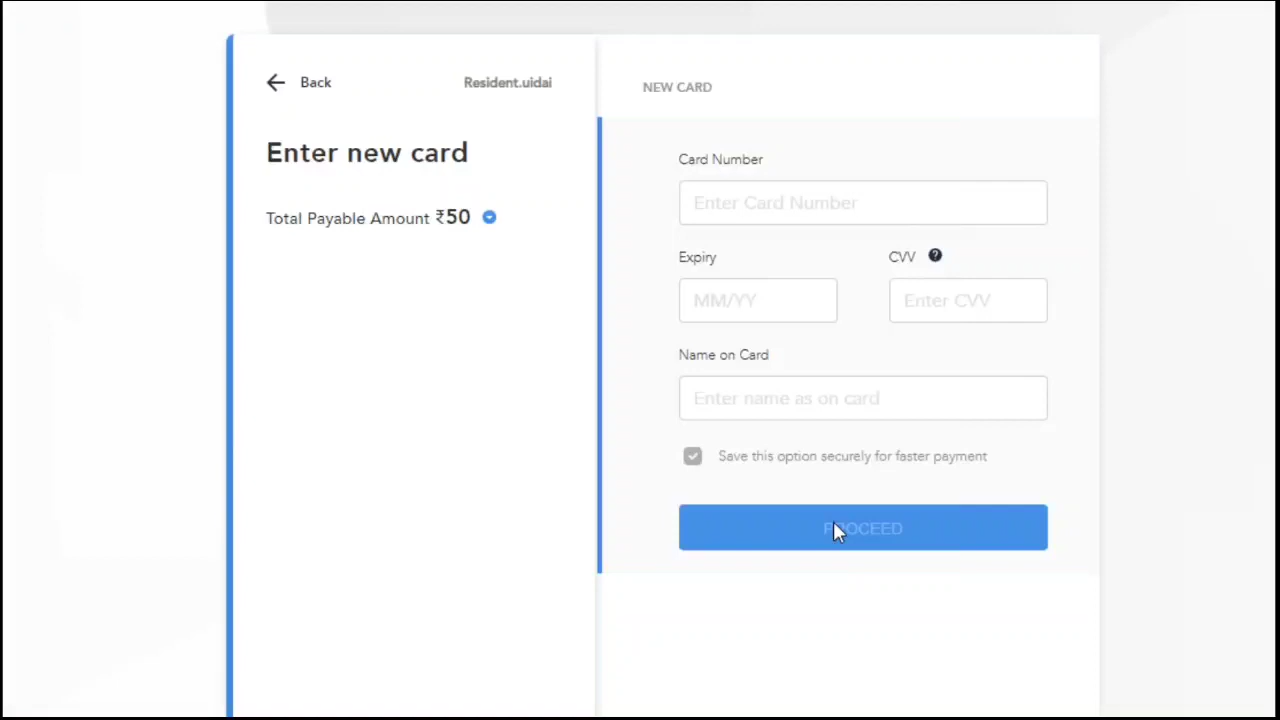 Back
Resident.uidai
Enter new card
Total Payable Amount ₹50
NEW CARD
Card Number
Enter Card Number
Expiry
CVV
MM/YY
Enter CVV
Name on Card
Enter name as on card
Save this option securely for faster payment
PROCEED